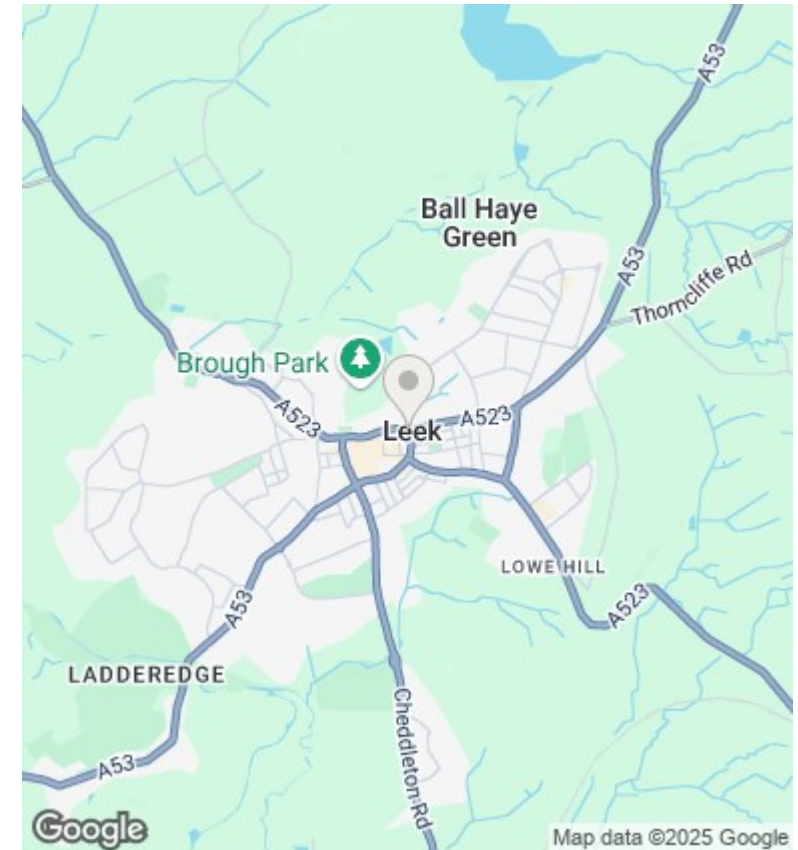 A53
Ball Haye
Green
A53
Thorncliffe Rd
Brough Park
A523
Leek
A523
LOWE HILL
A523
A53
LADDEREDGE
Cheddleton Rd
A53
Google
Map data ©2025 Google